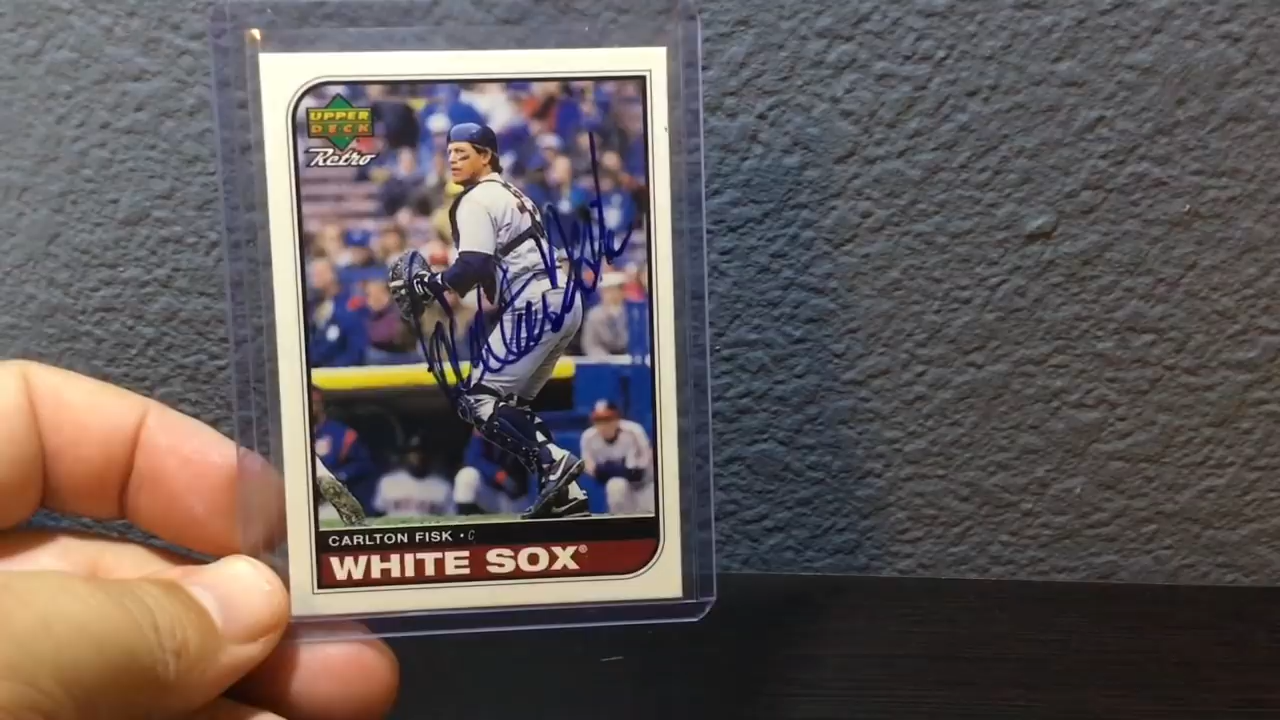 UPPER
DECK
Retro
CARLTON FISK • C
WHITE SOX®